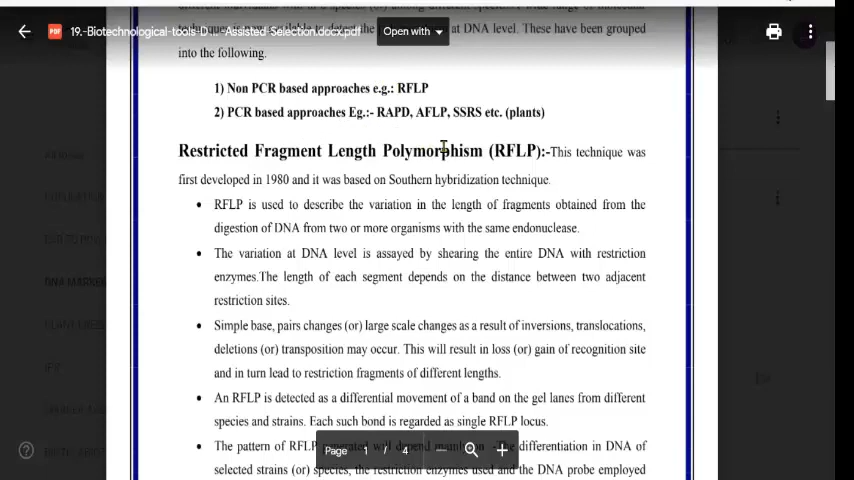 19.-Biotechnological-tools-D...-Assisted-Selection.docx.pdf
Open with
at DNA level. These have been grouped
into the following.
1) Non PCR based approaches e.g.: RFLP
2) PCR based approaches Eg.:- RAPD, AFLP, SSRS etc. (plants)
Restricted Fragment Length Polymorphism (RFLP):-This technique was
first developed in 1980 and it was based on Southern hybridization technique.
• RFLP is used to describe the variation in the length of fragments obtained from the
digestion of DNA from two or more organisms with the same endonuclease.
• The variation at DNA level is assayed by shearing the entire DNA with restriction
enzymes.The length of each segment depends on the distance between two adjacent
restriction sites.
• Simple base, pairs changes (or) large scale changes as a result of inversions, translocations,
deletions (or) transposition may occur. This will result in loss (or) gain of recognition site
and in turn lead to restriction fragments of different lengths.
• An RFLP is detected as a differential movement of a band on the gel lanes from different
species and strains. Each such bond is regarded as single RFLP locus.
• The pattern of RFLP generated will depend mainly on -The differentiation in DNA of
selected strains (or) species, the restriction enzymes used and the DNA probe employed
Page 1 / 4